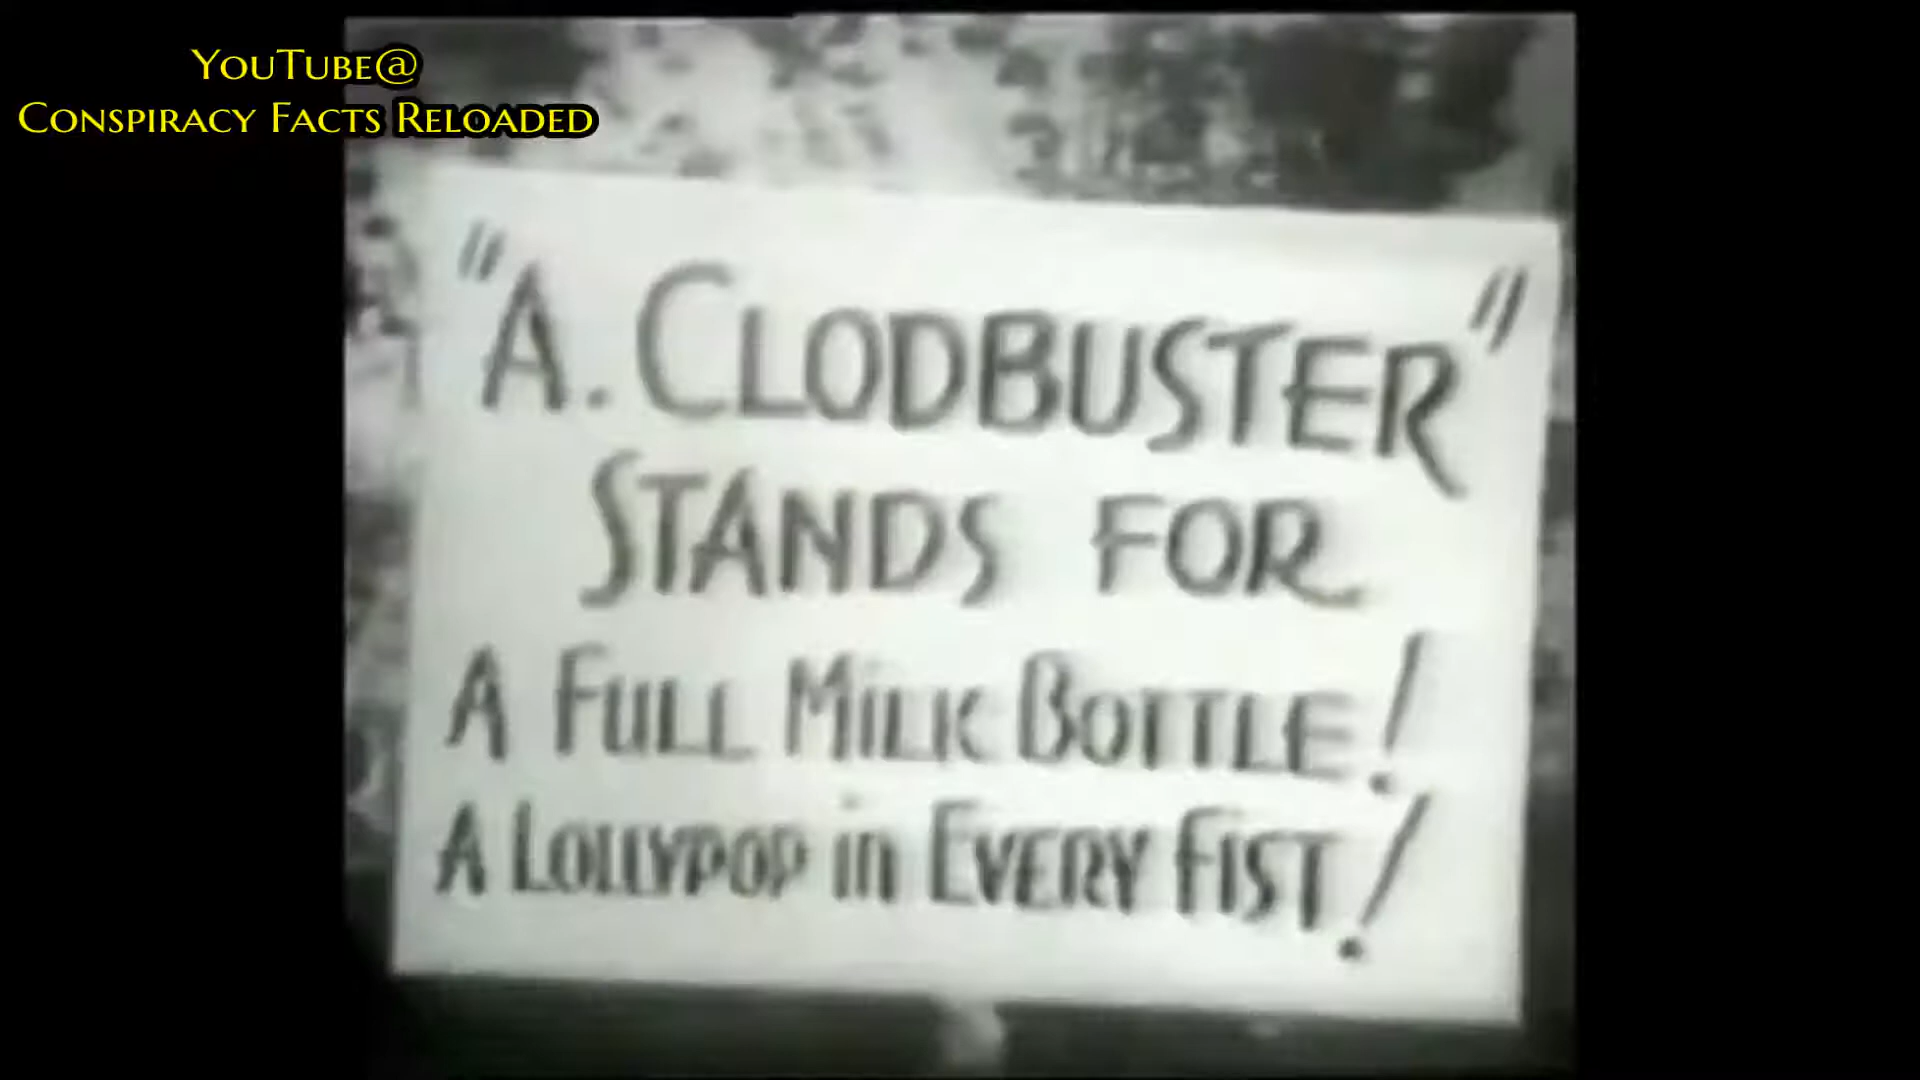 YouTube@
Conspiracy Facts Reloaded
"A. CLODBUSTER"
STANDS FOR
A FULL MiLK BOTTLE!
A LOLLYPOP in EVERY FiST!